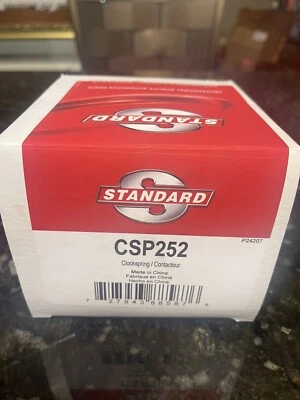 STANDARD
S
STANDARD
P24207
CSP252
Clockspring / Contacteur
Made in China
Fabriqué en Chine
Hecho en China